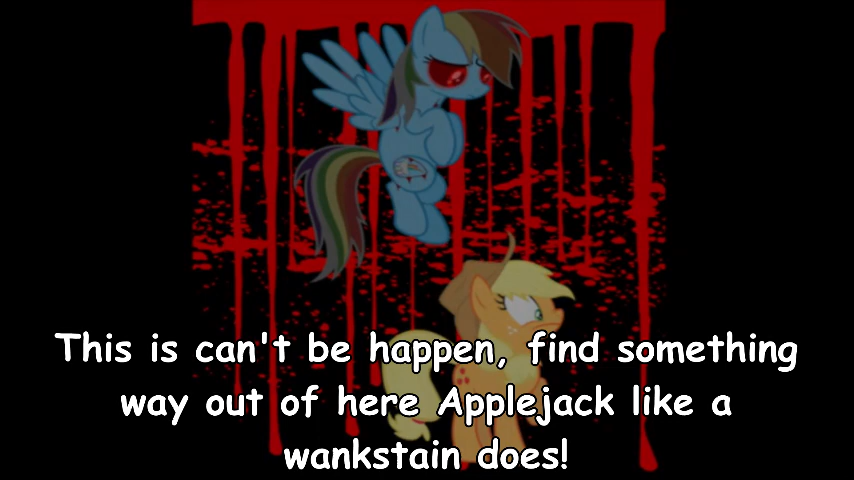 This is can't be happen, find something
way out of here Applejack like a
wankstain does!